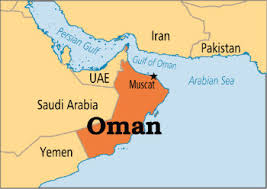 Iran
Pakistan
Persian Gulf
Gulf of Oman
UAE
Muscat
Arabian Sea
Saudi Arabia
Oman
Yemen